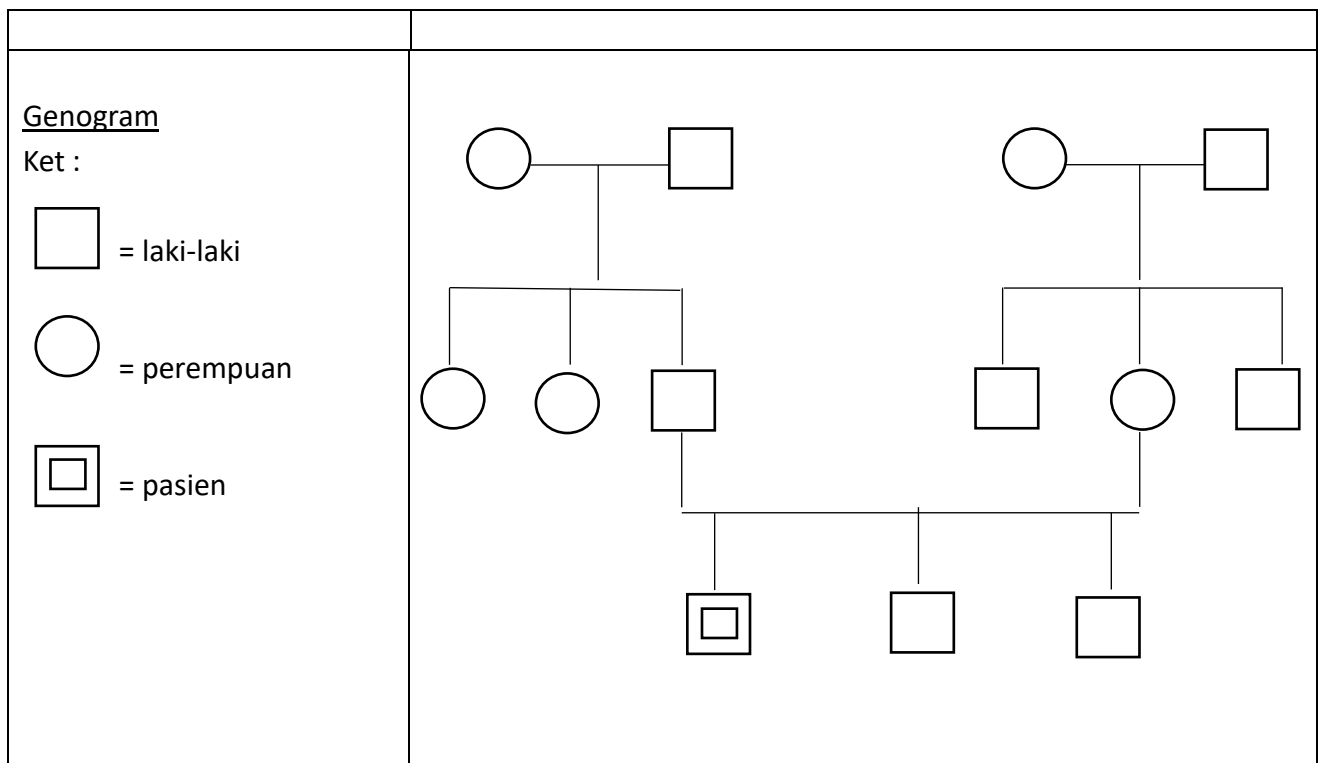 Genogram
Ket :
= laki-laki
= perempuan
= pasien